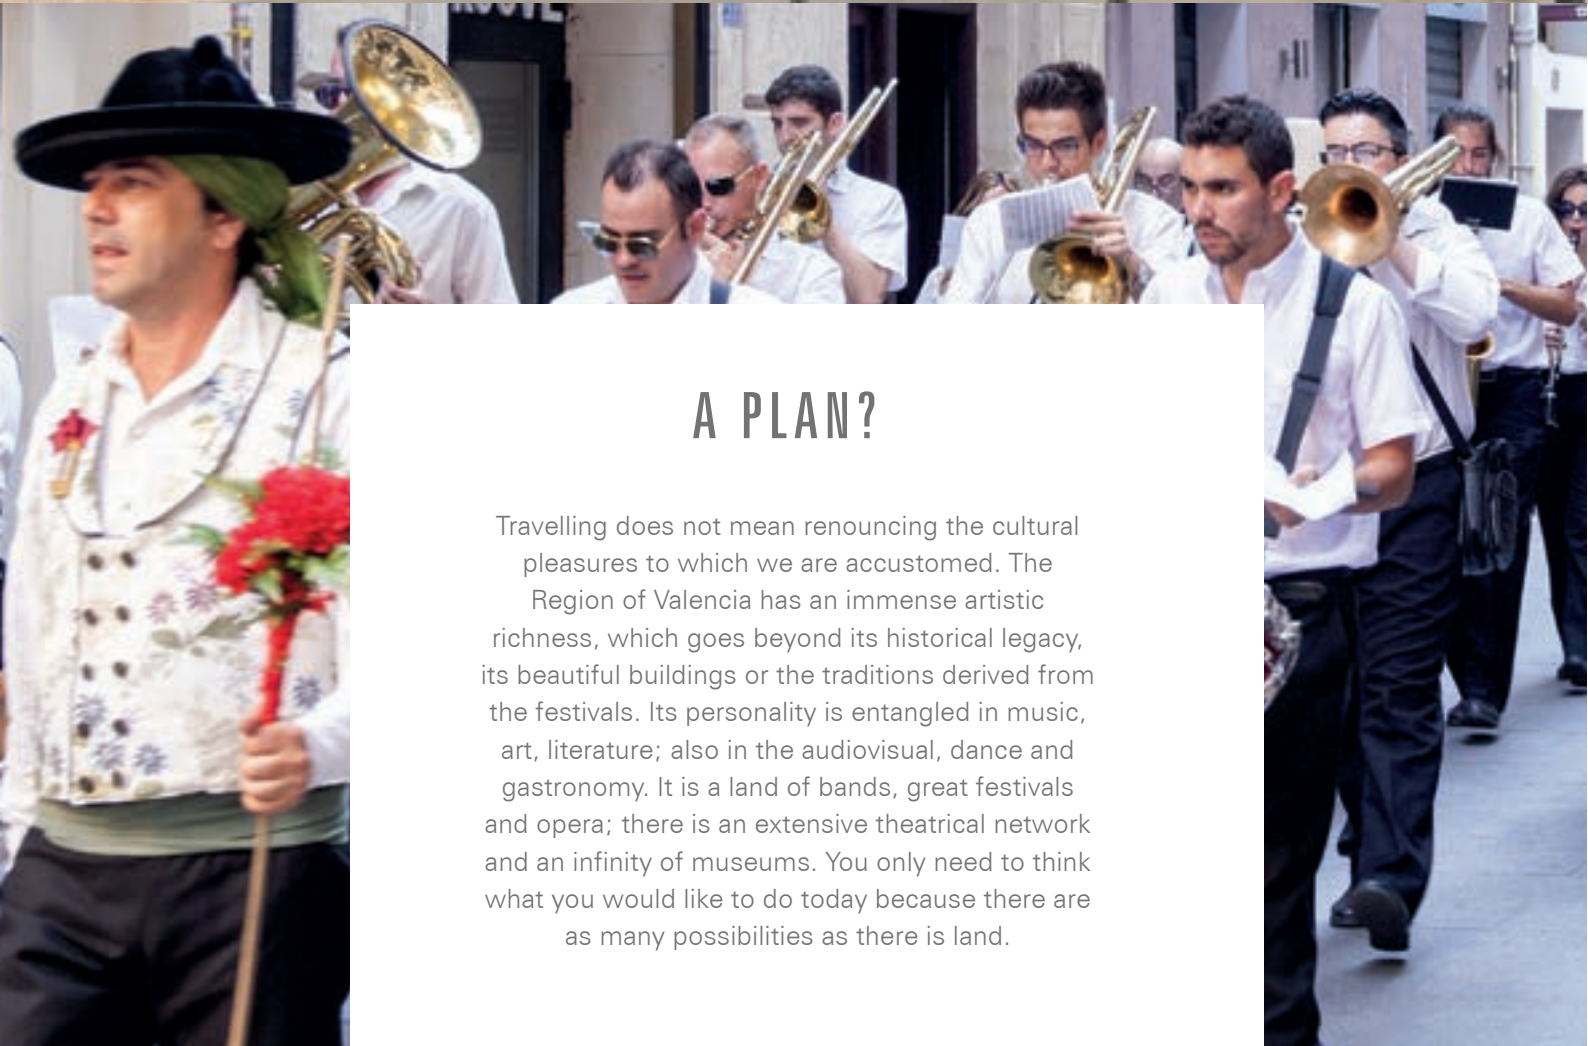 A PLAN?
Travelling does not mean renouncing the cultural
pleasures to which we are accustomed. The
Region of Valencia has an immense artistic
richness, which goes beyond its historical legacy,
its beautiful buildings or the traditions derived from
the festivals. Its personality is entangled in music,
art, literature; also in the audiovisual, dance and
gastronomy. It is a land of bands, great festivals
and opera; there is an extensive theatrical network
and an infinity of museums. You only need to think
what you would like to do today because there are
as many possibilities as there is land.